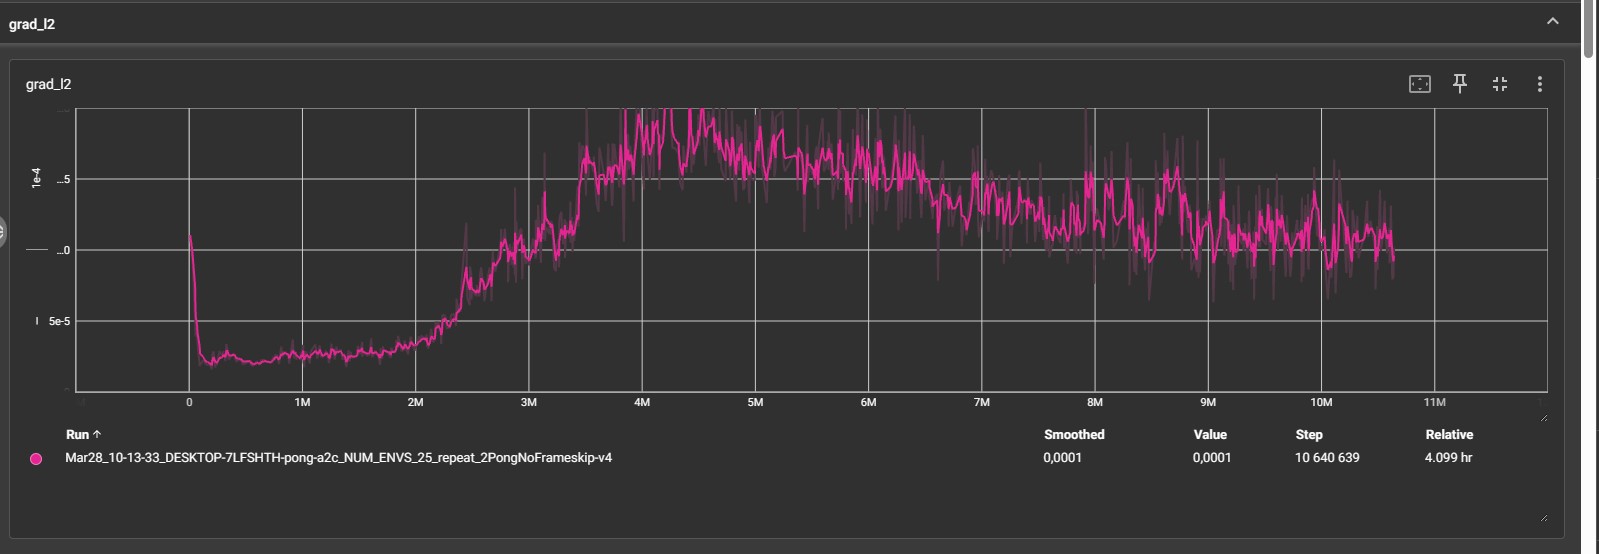 grad_l2
grad_l2
1e-4
...5
...0
5e-5
0 1M 2M 3M 4M 5M 6M 7M 8M 9M 10M 11M
Run ↑ Smoothed Value Step Relative
Mar28_10-13-33_DESKTOP-7LFSHTH-pong-a2c_NUM_ENVS_25_repeat_2PongNoFrameskip-v4 0,0001 0,0001 10 640 639 4.099 hr